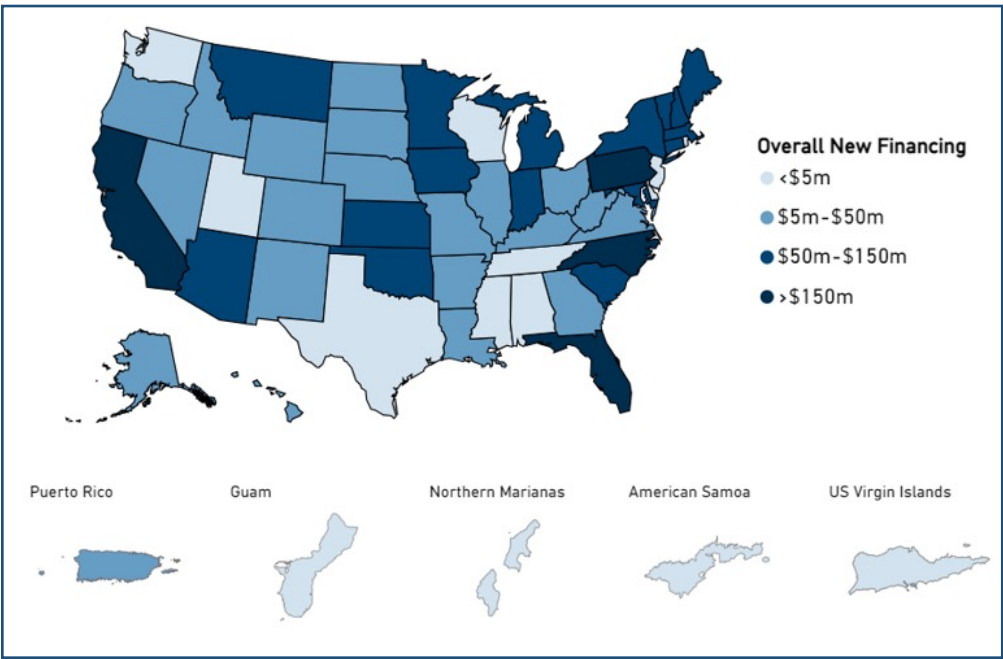 Overall New Financing
<$5m
$5m-$50m
$50m-$150m
>$150m
Puerto Rico
Guam
Northern Marianas
American Samoa
US Virgin Islands